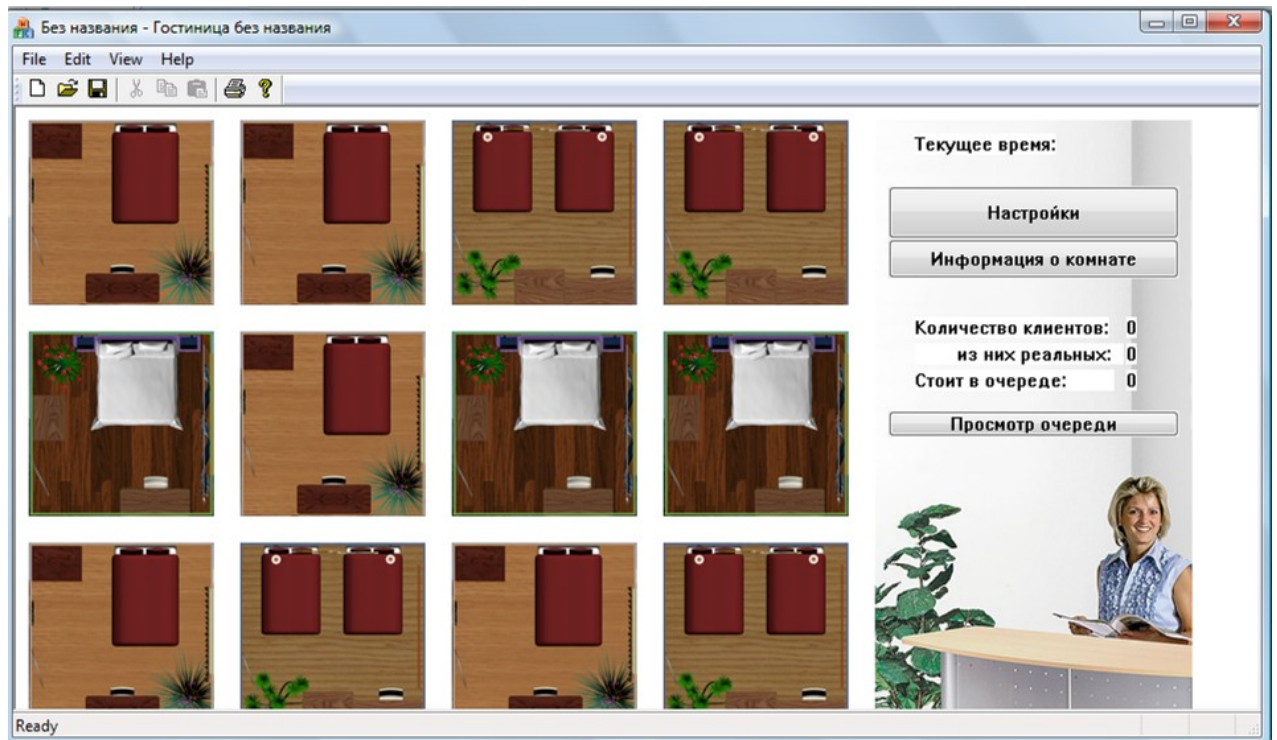 Без названия - Гостиница без названия
File Edit View Help
Текущее время:
Настройки
Информация о комнате
Количество клиентов: 0
из них реальных: 0
Стоит в очереде: 0
Просмотр очереди
Ready